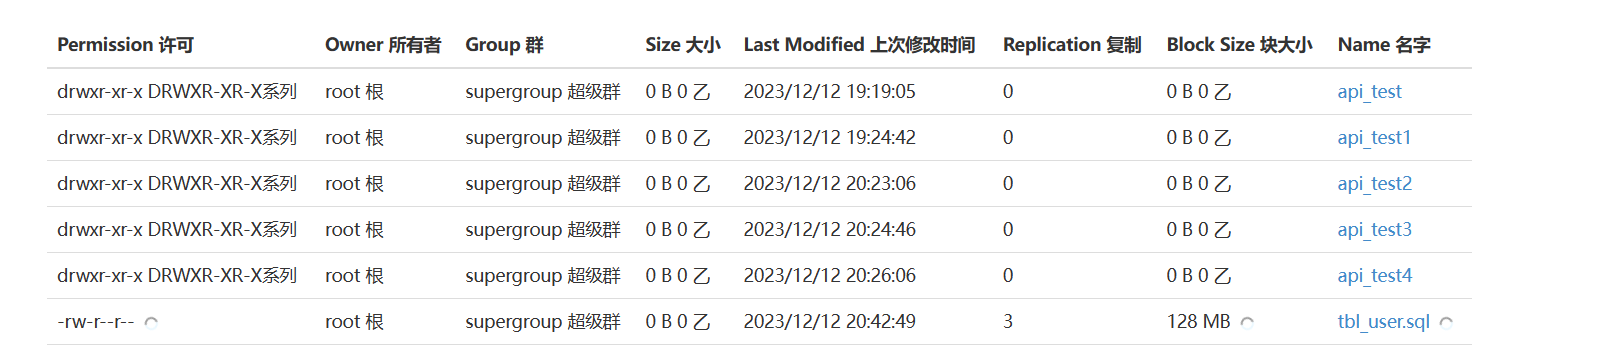 Permission 许可 Owner 所有者 Group 群 Size 大小 Last Modified 上次修改时间 Replication 复制 Block Size 块大小 Name 名字
drwxr-xr-x DRWXR-XR-X系列 root 根 supergroup 超级群 0 B 0 乙 2023/12/12 19:19:05 0 0 B 0 乙 api_test
drwxr-xr-x DRWXR-XR-X系列 root 根 supergroup 超级群 0 B 0 乙 2023/12/12 19:24:42 0 0 B 0 乙 api_test1
drwxr-xr-x DRWXR-XR-X系列 root 根 supergroup 超级群 0 B 0 乙 2023/12/12 20:23:06 0 0 B 0 乙 api_test2
drwxr-xr-x DRWXR-XR-X系列 root 根 supergroup 超级群 0 B 0 乙 2023/12/12 20:24:46 0 0 B 0 乙 api_test3
drwxr-xr-x DRWXR-XR-X系列 root 根 supergroup 超级群 0 B 0 乙 2023/12/12 20:26:06 0 0 B 0 乙 api_test4
-rw-r--r-- root 根 supergroup 超级群 0 B 0 乙 2023/12/12 20:42:49 3 128 MB tbl_user.sql